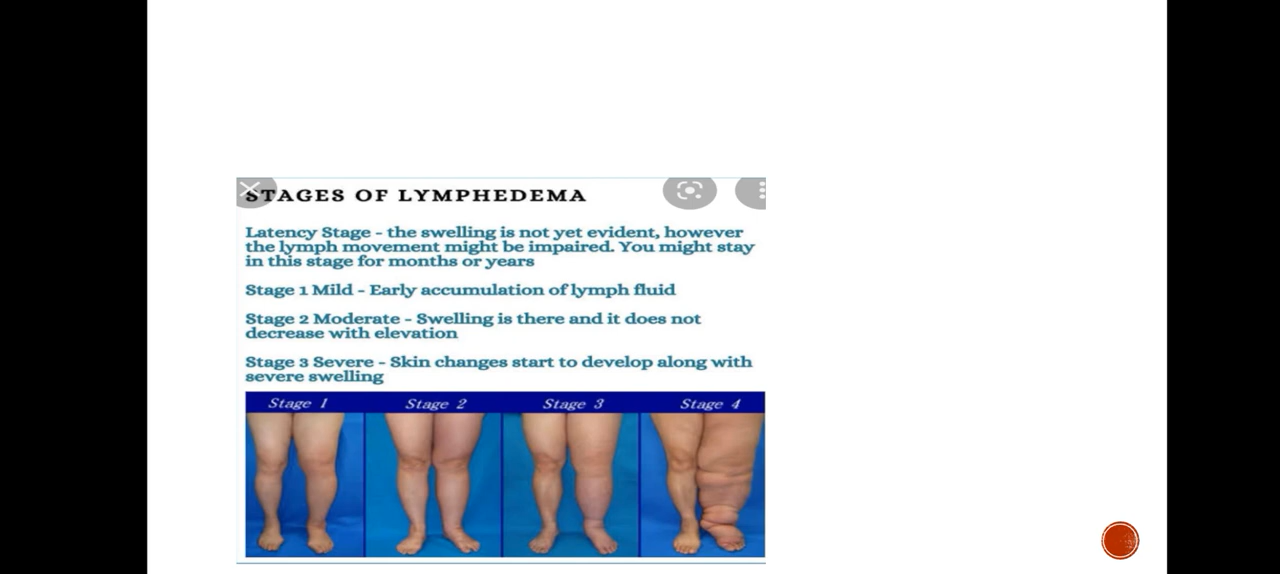 STAGES OF LYMPHEDEMA
Latency Stage - the swelling is not yet evident, however
the lymph movement might be impaired. You might stay
in this stage for months or years
Stage 1 Mild - Early accumulation of lymph fluid
Stage 2 Moderate - Swelling is there and it does not
decrease with elevation
Stage 3 Severe - Skin changes start to develop along with
severe swelling
Stage 1 Stage 2 Stage 3 Stage 4